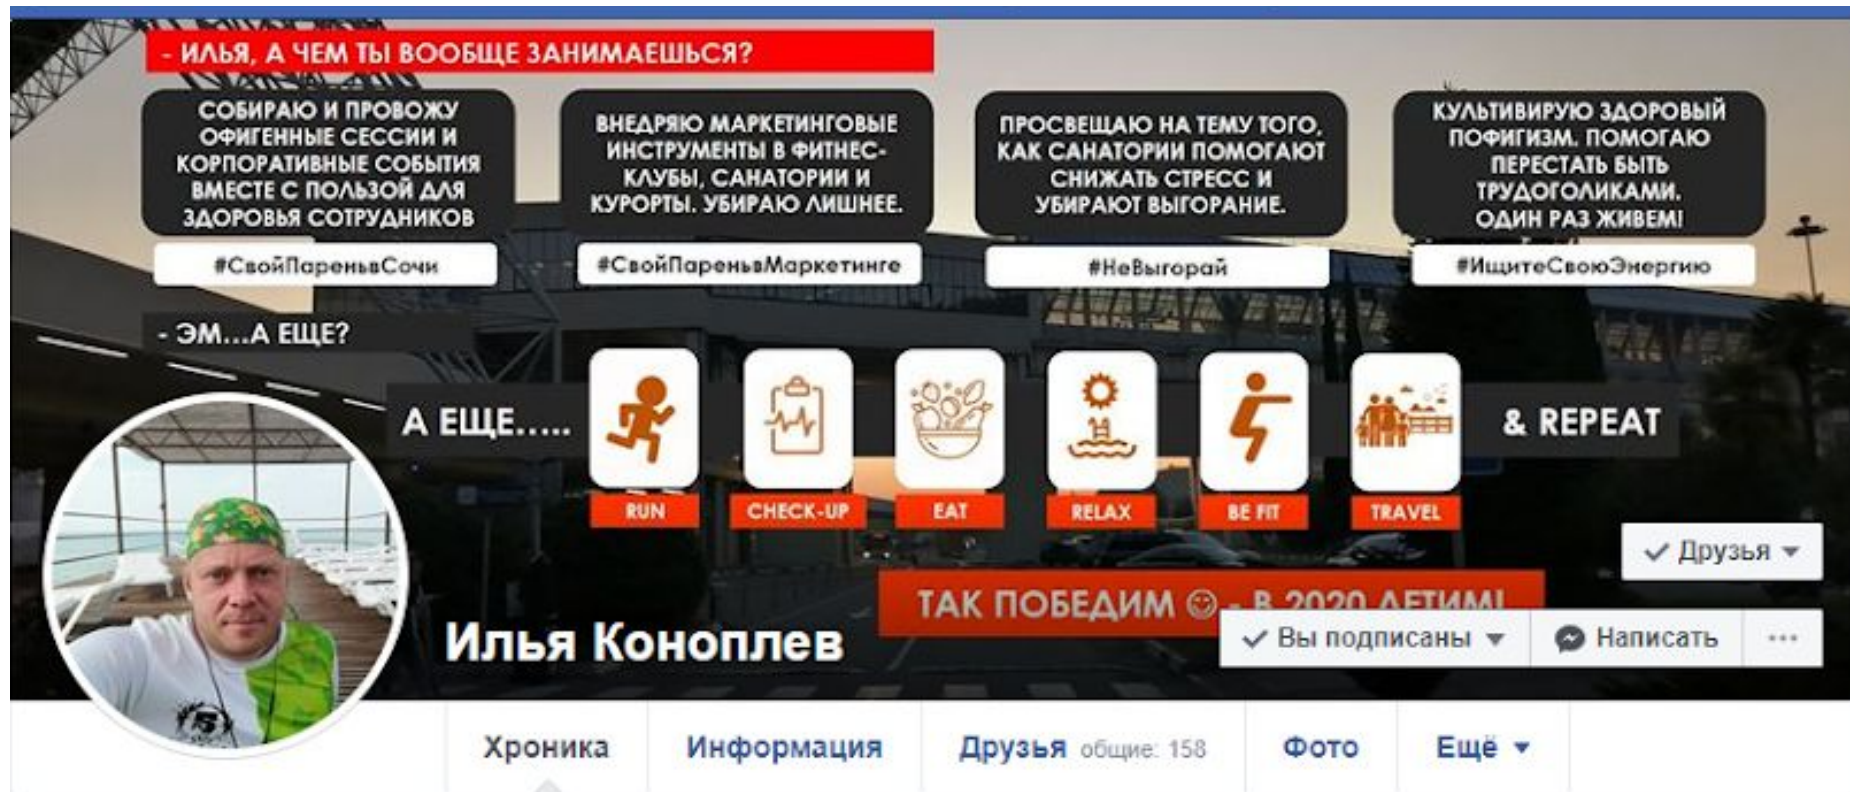 - ИЛЬЯ, А ЧЕМ ТЫ ВООБЩЕ ЗАНИМАЕШЬСЯ?
СОБИРАЮ И ПРОВОЖУ
ОФИГЕННЫЕ СЕССИИ И
КОРПОРАТИВНЫЕ СОБЫТИЯ
ВМЕСТЕ С ПОЛЬЗОЙ ДЛЯ
ЗДОРОВЬЯ СОТРУДНИКОВ
#СвойПареньвСочи
ВНЕДРЯЮ МАРКЕТИНГОВЫЕ
ИНСТРУМЕНТЫ В ФИТНЕС-
КЛУБЫ, САНАТОРИИ И
КУРОРТЫ. УБИРАЮ ЛИШНЕЕ.
#СвойПареньвМаркетинге
ПРОСВЕЩАЮ НА ТЕМУ ТОГО,
КАК САНАТОРИИ ПОМОГАЮТ
СНИЖАТЬ СТРЕСС И
УБИРАЮТ ВЫГОРАНИЕ.
#НеВыгорай
КУЛЬТИВИРУЮ ЗДОРОВЫЙ
ПОФИГИЗМ. ПОМОГАЮ
ПЕРЕСТАТЬ БЫТЬ
ТРУДОГОЛИКАМИ.
ОДИН РАЗ ЖИВЕМ!
#ИщитеСвоюЭнергию
- ЭМ...А ЕЩЕ?
А ЕЩЕ.....
RUN
CHECK-UP
EAT
RELAX
BE FIT
TRAVEL
& REPEAT
Друзья
ТАК ПОБЕДИМ - В 2020 ЛЕТИМ!
Илья Коноплев
Вы подписаны
Написать
Хроника
Информация
Друзья общие: 158
Фото
Ещё